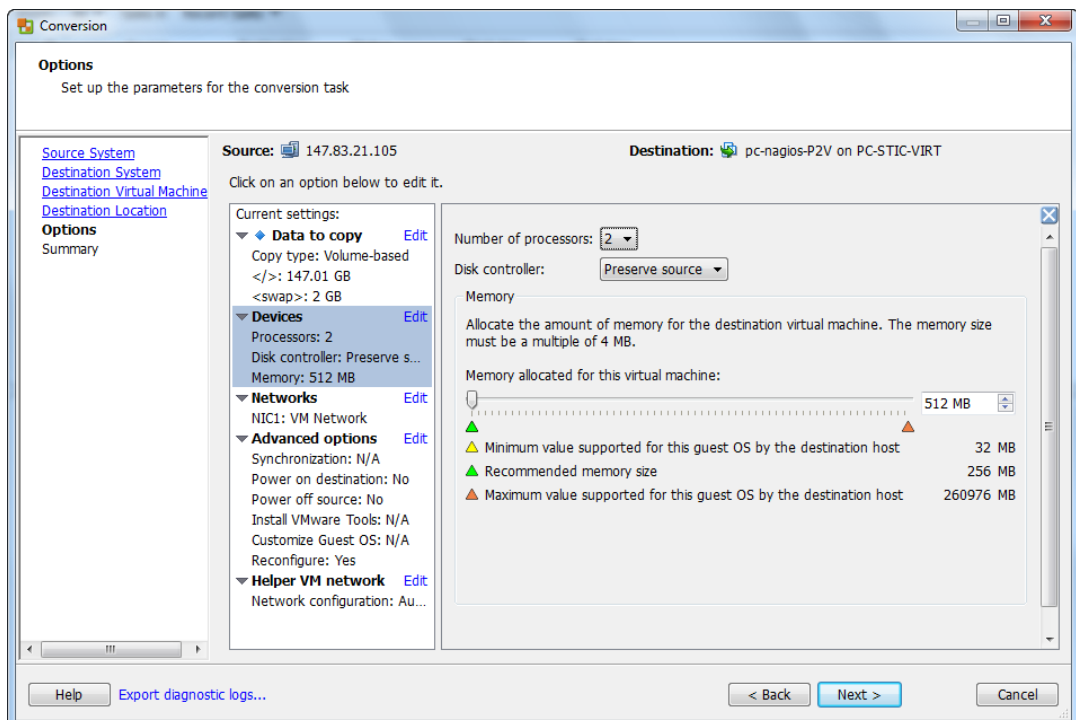 Conversion
Options
Set up the parameters for the conversion task
Source System
Destination System
Destination Virtual Machine
Destination Location
Options
Summary
Source: 147.83.21.105
Destination: pc-nagios-P2V on PC-STIC-VIRT
Click on an option below to edit it.
Current settings:
Data to copy Edit
Copy type: Volume-based
</>: 147.01 GB
<swap>: 2 GB
Devices Edit
Processors: 2
Disk controller: Preserve s...
Memory: 512 MB
Networks Edit
NIC1: VM Network
Advanced options Edit
Synchronization: N/A
Power on destination: No
Power off source: No
Install VMware Tools: N/A
Customize Guest OS: N/A
Reconfigure: Yes
Helper VM network Edit
Network configuration: Au...
Number of processors: 2
Disk controller: Preserve source
Memory
Allocate the amount of memory for the destination virtual machine. The memory size
must be a multiple of 4 MB.
Memory allocated for this virtual machine:
512 MB
Minimum value supported for this guest OS by the destination host 32 MB
Recommended memory size 256 MB
Maximum value supported for this guest OS by the destination host 260976 MB
Help
Export diagnostic logs...
< Back
Next >
Cancel